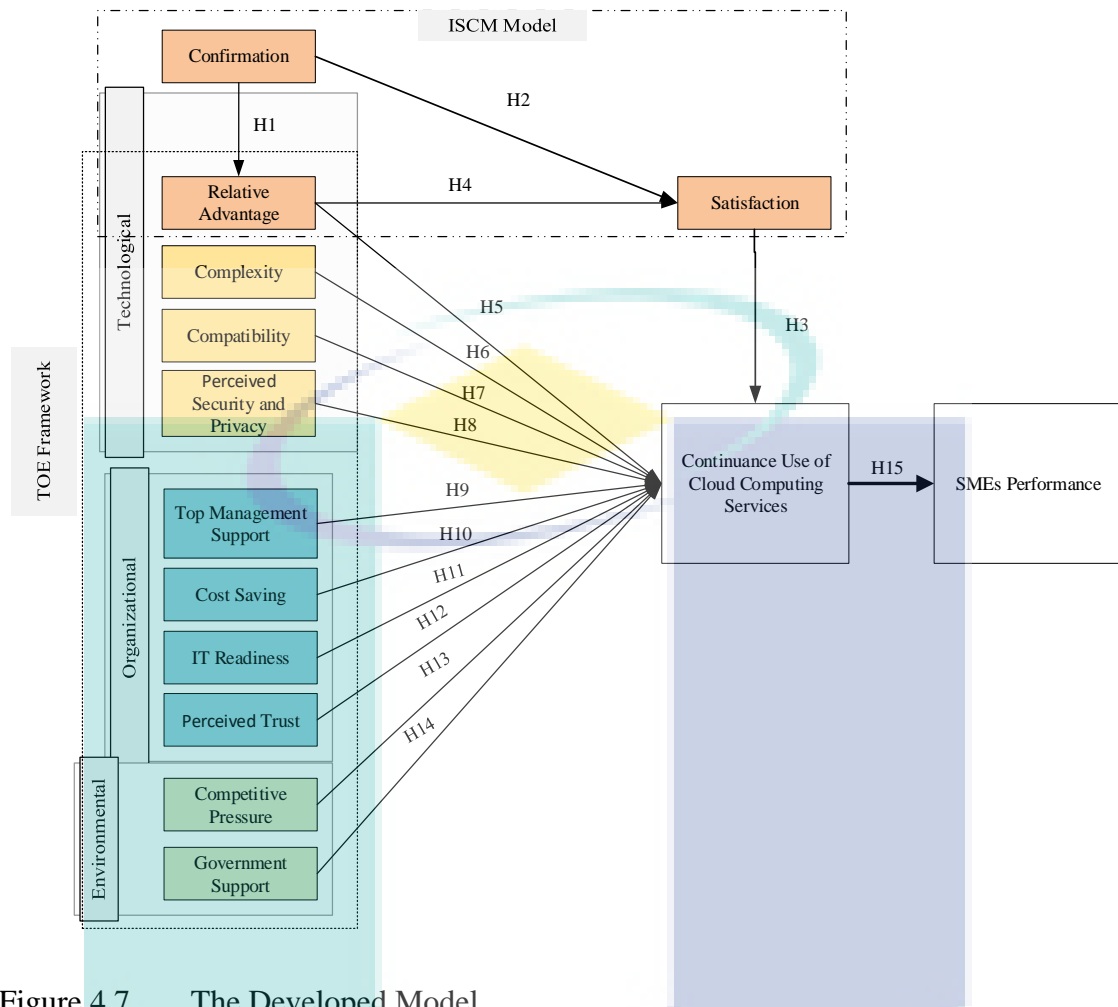 ISCM Model
Confirmation
H2
H1
Relative
Advantage
H4
Satisfaction
Technological
Complexity
H5
H3
Compatibility
H6
Perceived
Security and
Privacy
H7
H8
TOE Framework
Continuance Use of
Cloud Computing
Services
H15
SMEs Performance
Organizational
Top Management
Support
H9
H10
Cost Saving
H11
IT Readiness
H12
Perceived Trust
H13
H14
Environmental
Competitive
Pressure
Government
Support
Figure 4.7 The Developed Model